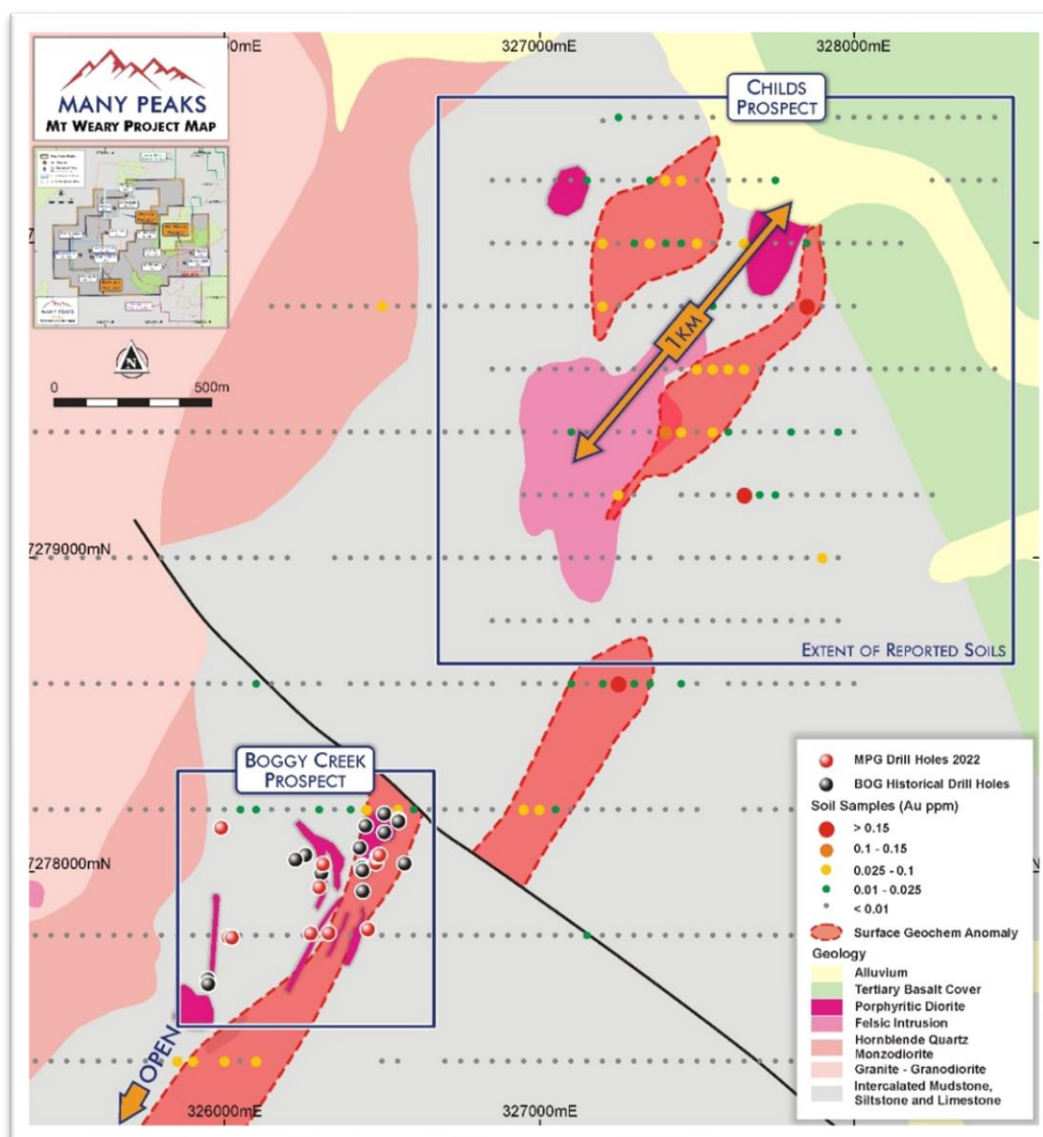 MANY PEAKS
MT WEARY PROJECT MAP
0mE
327000mE
328000mE
CHILDS
PROSPECT
N
0
500m
1KM
7279000mN
EXTENT OF REPORTED SOILS
BOGGY CREEK
PROSPECT
7278000mN
OPEN
326000mE
327000mE
MPG Drill Holes 2022
BOG Historical Drill Holes
Soil Samples (Au ppm)
> 0.15
0.1 - 0.15
0.025 - 0.1
0.01 - 0.025
< 0.01
Surface Geochem Anomaly
Geology
Alluvium
Tertiary Basalt Cover
Porphyritic Diorite
Felsic Intrusion
Hornblende Quartz
Monzodiorite
Granite - Granodiorite
Intercalated Mudstone,
Siltstone and Limestone